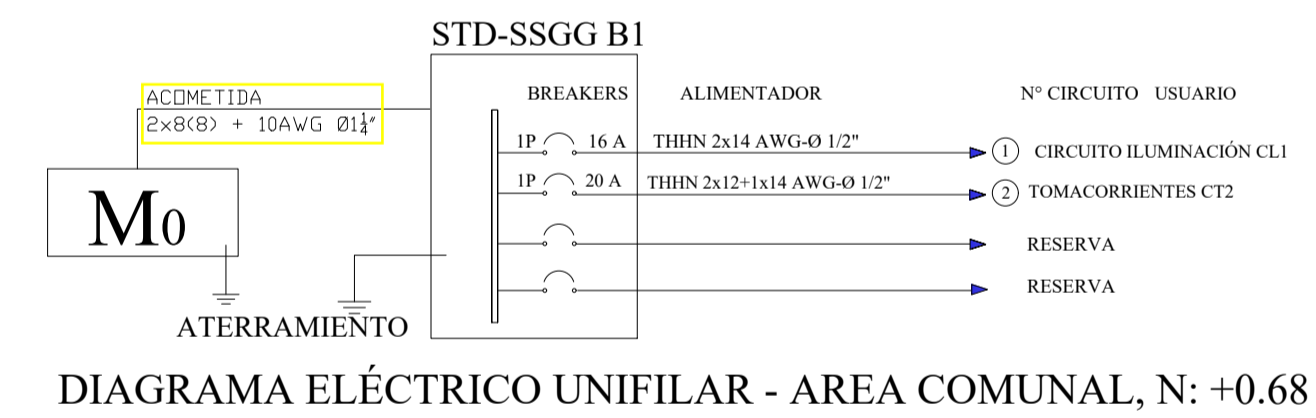 STD-SSGG B1
ACOMETIDA
2x8(8) + 10AWG Ø1¼"
BREAKERS ALIMENTADOR N° CIRCUITO USUARIO
1P 16 A THHN 2x14 AWG-Ø 1/2" 1 CIRCUITO ILUMINACIÓN CL1
1P 20 A THHN 2x12+1x14 AWG-Ø 1/2" 2 TOMACORRIENTES CT2
M0
RESERVA
RESERVA
ATERRAMIENTO
DIAGRAMA ELÉCTRICO UNIFILAR - AREA COMUNAL, N: +0.68